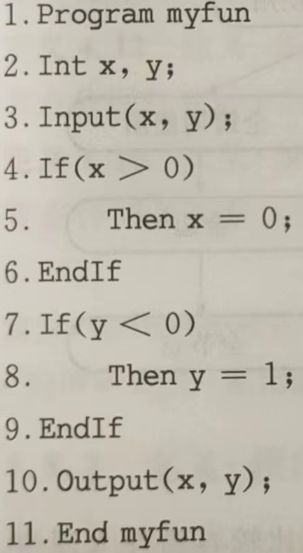 1.Program myfun
2.Int x, y;
3.Input(x, y);
4.If(x > 0)
5. Then x = 0;
6.EndIf
7.If(y < 0)
8. Then y = 1;
9.EndIf
10.Output(x, y);
11.End myfun